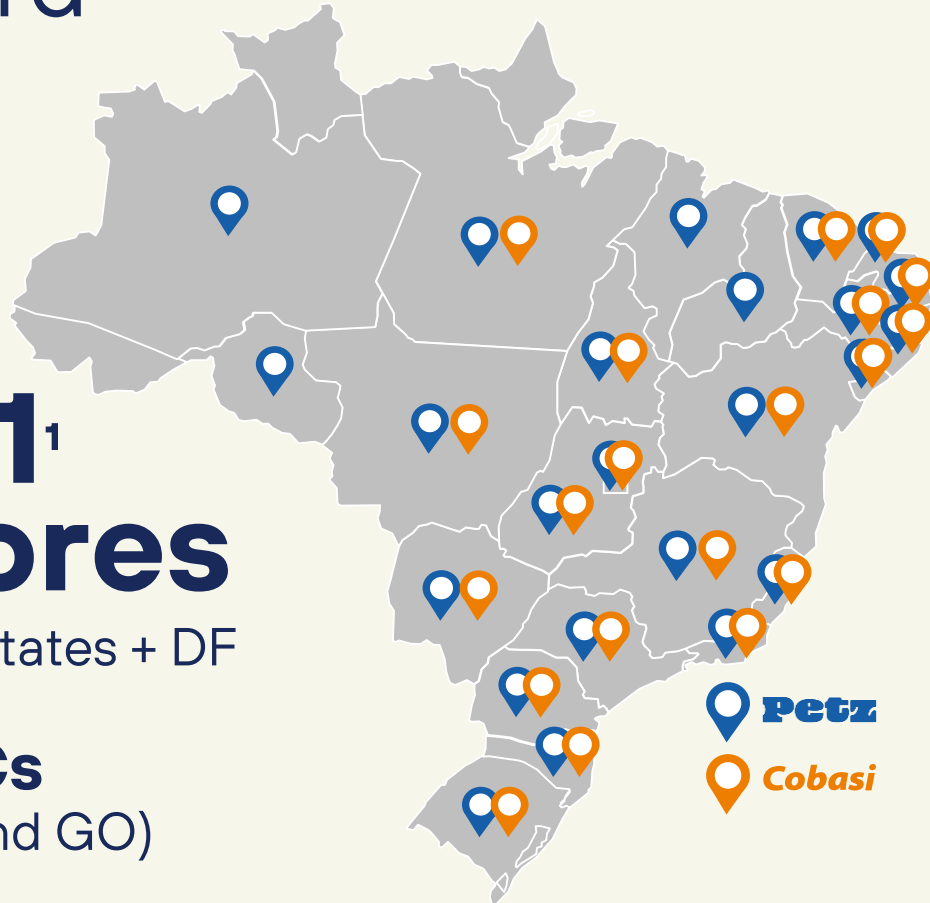 1¹
ores
tates + DF
Cs
nd GO)
Petz
Cobasi